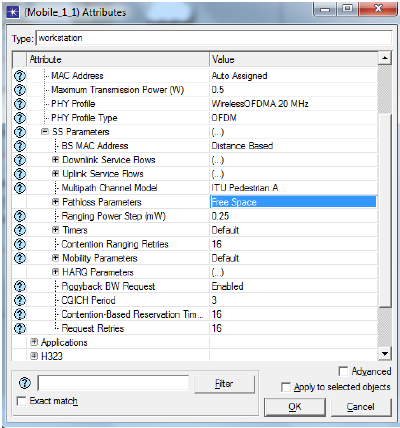 (Mobile_1_1) Attributes
Type: workstation
Attribute Value
MAC Address Auto Assigned
Maximum Transmission Power (W) 0.5
PHY Profile WirelessOFDMA 20 MHz
PHY Profile Type OFDM
SS Parameters (...)
BS MAC Address Distance Based
Downlink Service Flows (...)
Uplink Service Flows (...)
Multipath Channel Model ITU Pedestrian A
Pathloss Parameters Free Space
Ranging Power Step (mW) 0.25
Timers Default
Contention Ranging Retries 16
Mobility Parameters Default
HARQ Parameters (...)
Piggyback BW Request Enabled
CQICH Period 3
Contention-Based Reservation Tim... 16
Request Retries 16
Applications
H323
Advanced
Filter
Apply to selected objects
Exact match
OK Cancel